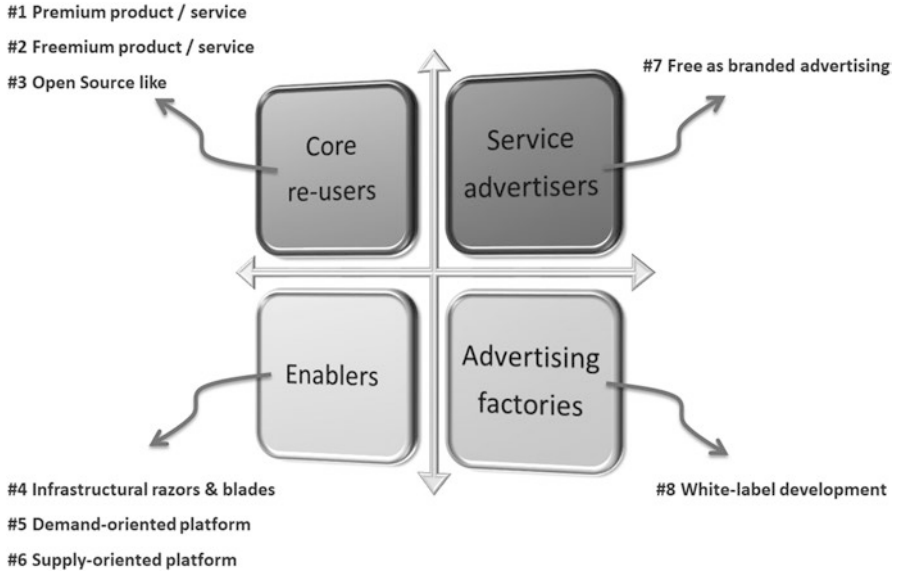 #1 Premium product / service
#2 Freemium product / service
#3 Open Source like
#7 Free as branded advertising
Core
re-users
Service
advertisers
Enablers
Advertising
factories
#4 Infrastructural razors & blades
#5 Demand-oriented platform
#6 Supply-oriented platform
#8 White-label development